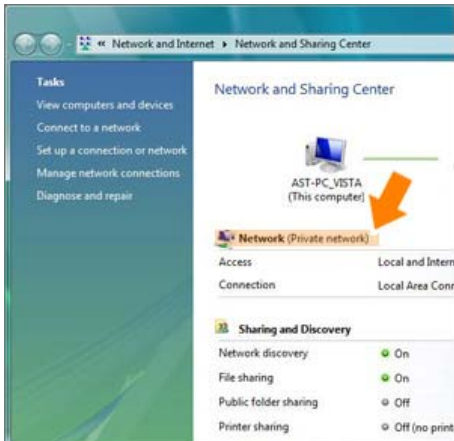 « Network and Internet ▸ Network and Sharing Center
Tasks
View computers and devices
Connect to a network
Set up a connection or network
Manage network connections
Diagnose and repair
Network and Sharing Center
AST-PC_VISTA
(This computer)
Network (Private network)
Access Local and Intern
Connection Local Area Conn
Sharing and Discovery
Network discovery On
File sharing On
Public folder sharing Off
Printer sharing Off (no print